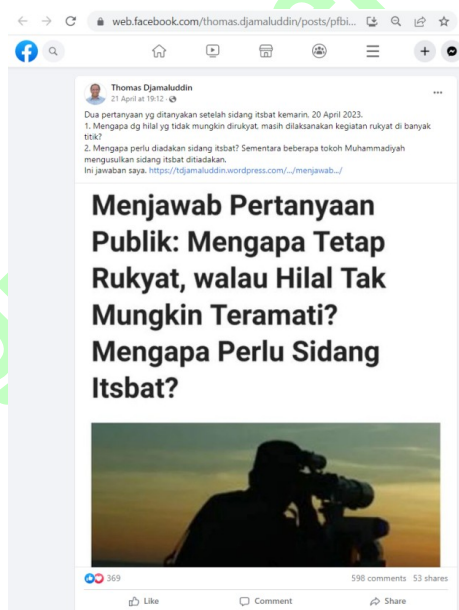 web.facebook.com/thomas.djamaluddin/posts/pfbi...
Thomas Djamaluddin
21 April at 19:12 ·
Dua pertanyaan yg ditanyakan setelah sidang itsbat kemarin, 20 April 2023.
1. Mengapa dg hilal yg tidak mungkin dirukyat, masih dilaksanakan kegiatan rukyat di banyak
titik?
2. Mengapa perlu diadakan sidang itsbat? Sementara beberapa tokoh Muhammadiyah
mengusulkan sidang itsbat ditiadakan.
Ini jawaban saya. https://tdjamaluddin.wordpress.com/.../menjawab.../
Menjawab Pertanyaan
Publik: Mengapa Tetap
Rukyat, walau Hilal Tak
Mungkin Teramati?
Mengapa Perlu Sidang
Itsbat?
369
598 comments 53 shares
Like Comment Share